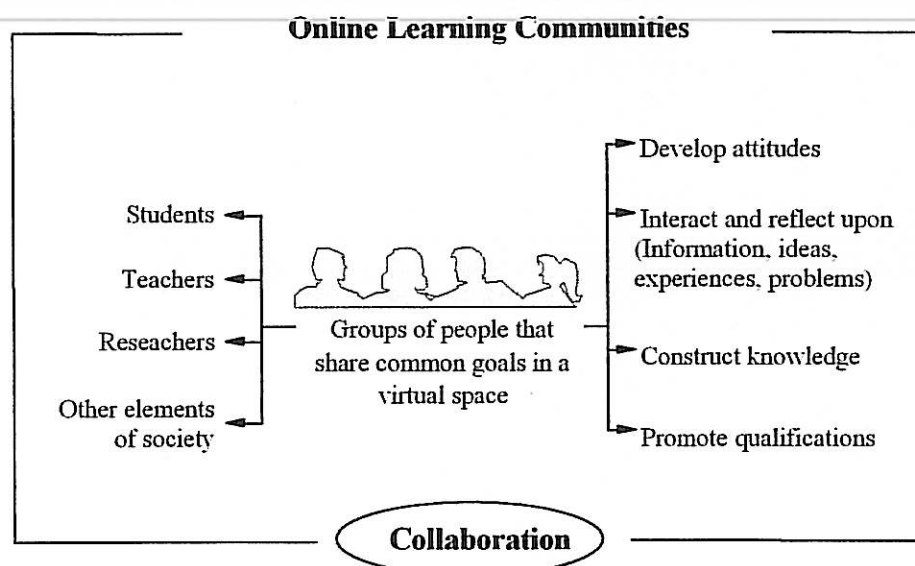 Online Learning Communities
Students
Teachers
Reseachers
Other elements
of society
Groups of people that
share common goals in a
virtual space
Develop attitudes
Interact and reflect upon
(Information, ideas,
experiences, problems)
Construct knowledge
Promote qualifications
Collaboration